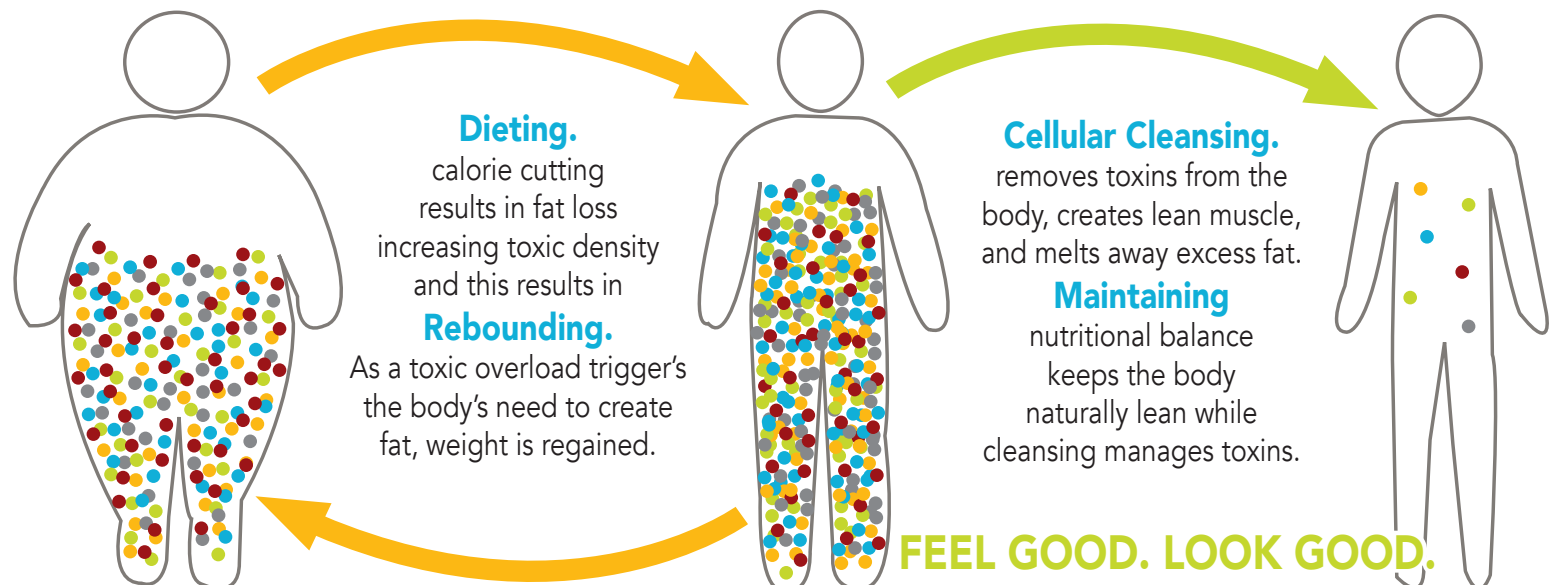 Dieting.
calorie cutting
results in fat loss
increasing toxic density
and this results in
Rebounding.
As a toxic overload trigger's
the body's need to create
fat, weight is regained.
Cellular Cleansing.
removes toxins from the
body, creates lean muscle,
and melts away excess fat.
Maintaining
nutritional balance
keeps the body
naturally lean while
cleansing manages toxins.
FEEL GOOD. LOOK GOOD.